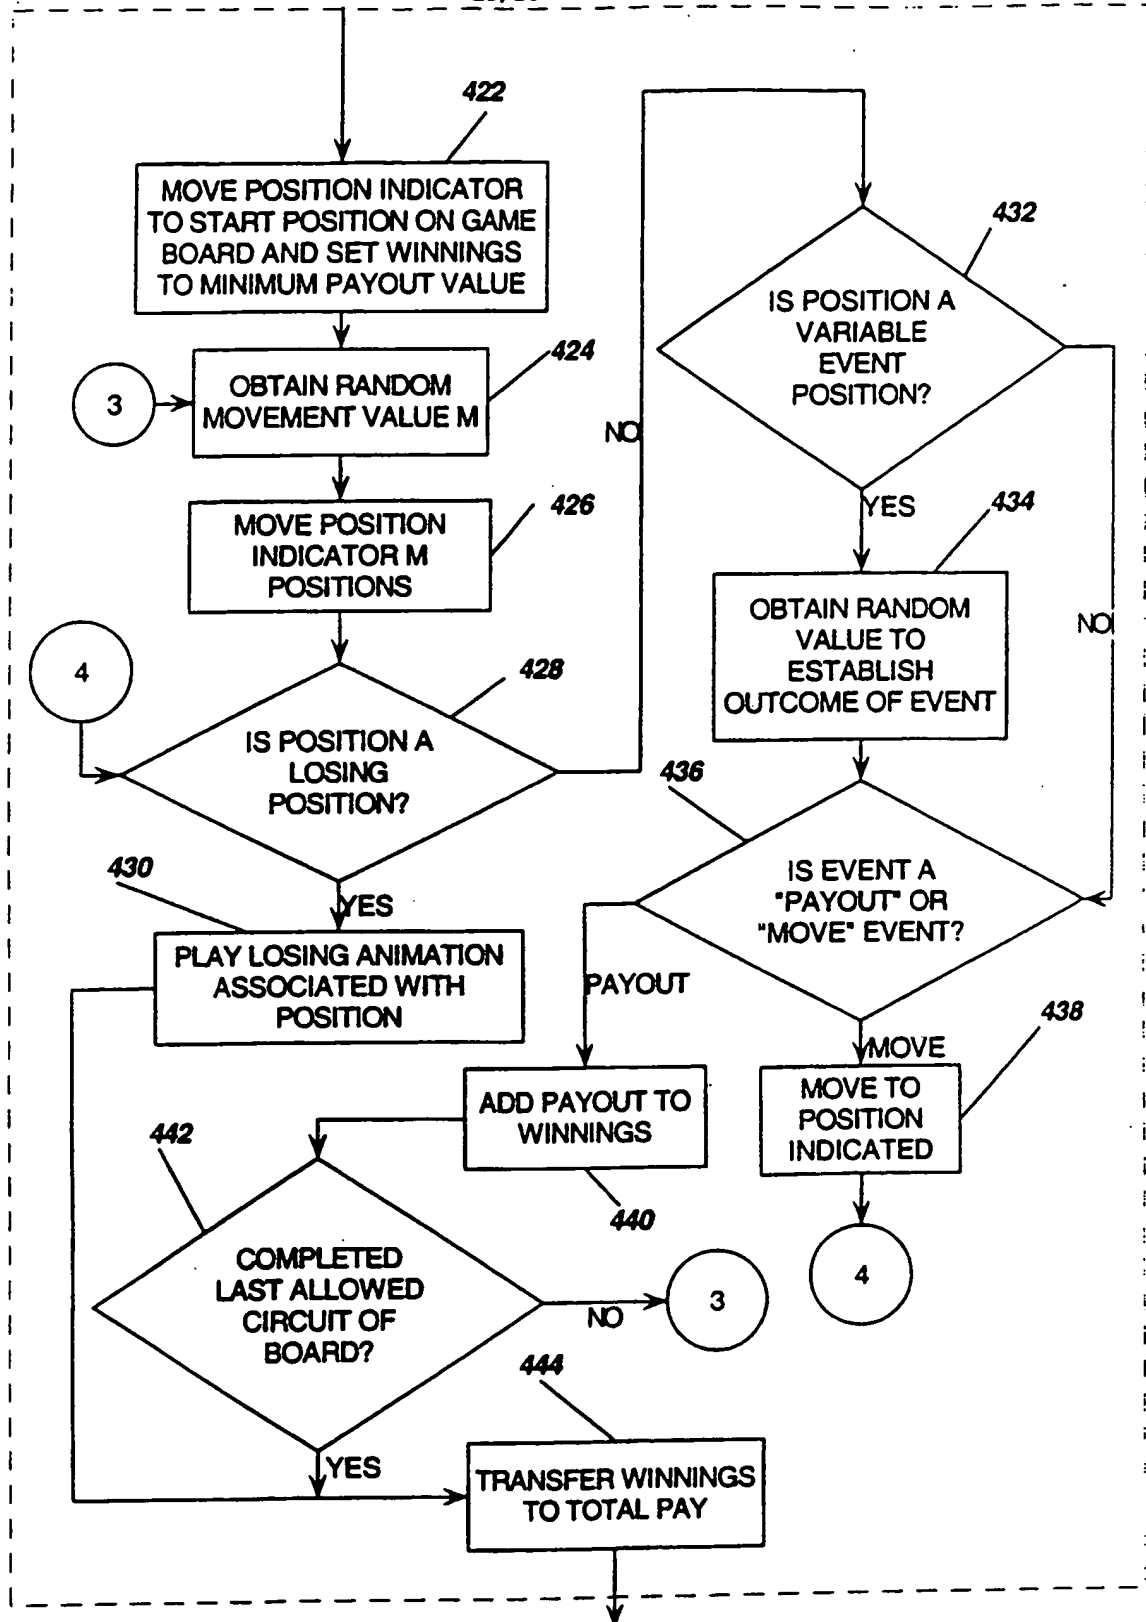 422
MOVE POSITION INDICATOR
TO START POSITION ON GAME
BOARD AND SET WINNINGS
TO MINIMUM PAYOUT VALUE
424
3
OBTAIN RANDOM
MOVEMENT VALUE M
426
MOVE POSITION
INDICATOR M
POSITIONS
4
428
IS POSITION A
LOSING
POSITION?
NO
430
YES
PLAY LOSING ANIMATION
ASSOCIATED WITH
POSITION
432
IS POSITION A
VARIABLE
EVENT
POSITION?
YES
NO
434
OBTAIN RANDOM
VALUE TO
ESTABLISH
OUTCOME OF EVENT
436
IS EVENT A
"PAYOUT" OR
"MOVE" EVENT?
PAYOUT
MOVE
438
MOVE TO
POSITION
INDICATED
4
ADD PAYOUT TO
WINNINGS
440
442
COMPLETED
LAST ALLOWED
CIRCUIT OF
BOARD?
NO
3
YES
444
TRANSFER WINNINGS
TO TOTAL PAY